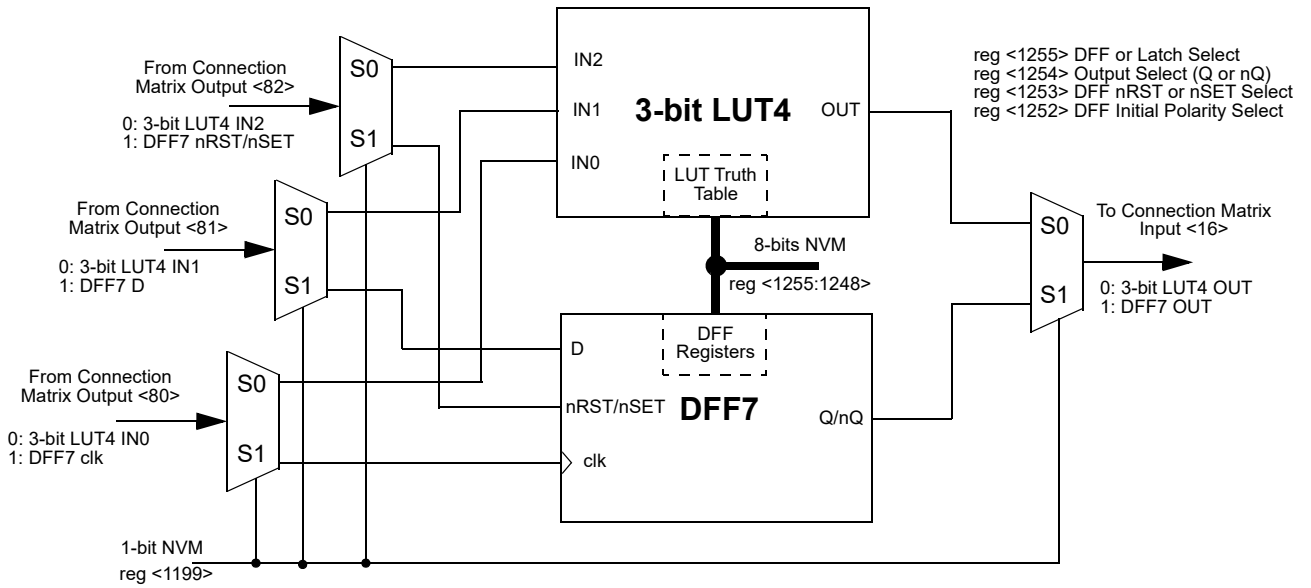 From Connection
Matrix Output <82>
0: 3-bit LUT4 IN2
1: DFF7 nRST/nSET
S0
S1
From Connection
Matrix Output <81>
0: 3-bit LUT4 IN1
1: DFF7 D
S0
S1
From Connection
Matrix Output <80>
0: 3-bit LUT4 IN0
1: DFF7 clk
S0
S1
1-bit NVM
reg <1199>
IN2
IN1
IN0
3-bit LUT4
OUT
LUT Truth
Table
8-bits NVM
reg <1255:1248>
DFF
Registers
D
nRST/nSET
clk
DFF7
Q/nQ
reg <1255> DFF or Latch Select
reg <1254> Output Select (Q or nQ)
reg <1253> DFF nRST or nSET Select
reg <1252> DFF Initial Polarity Select
S0
S1
To Connection Matrix
Input <16>
0: 3-bit LUT4 OUT
1: DFF7 OUT